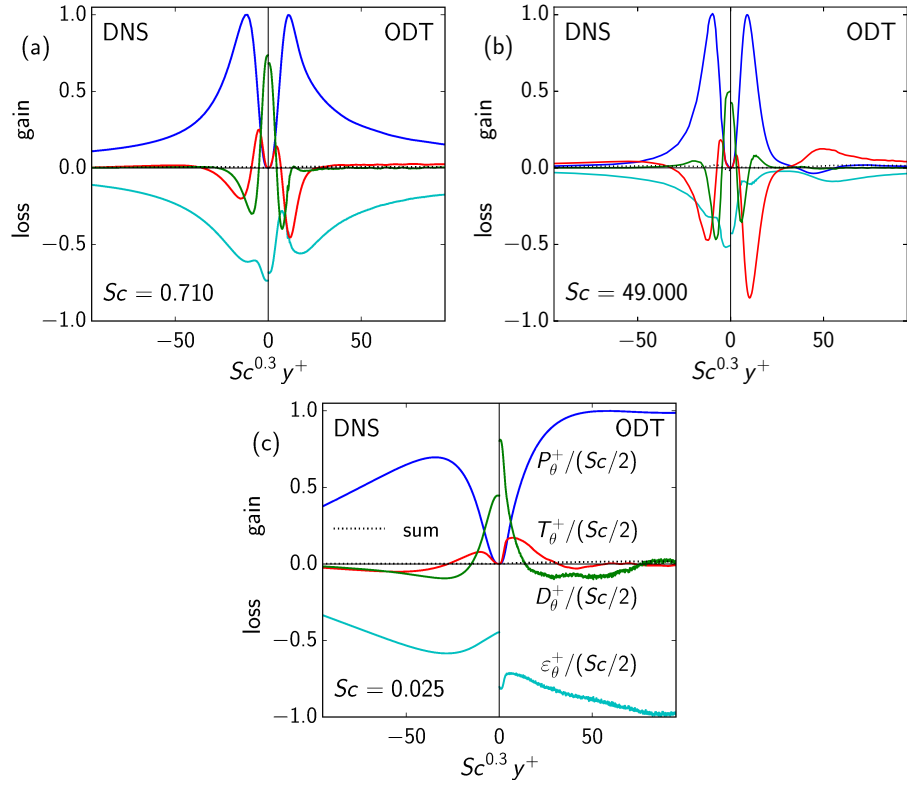 (a)
DNS
ODT
1.0
0.5
0.0
−0.5
−1.0
gain
loss
Sc = 0.710
−50
0
50
Sc^0.3 y^+
(b)
DNS
ODT
1.0
0.5
0.0
−0.5
−1.0
gain
loss
Sc = 49.000
−50
0
50
Sc^0.3 y^+
(c)
DNS
ODT
1.0
0.5
0.0
−0.5
−1.0
gain
loss
P_θ^+/(Sc/2)
sum
T_θ^+/(Sc/2)
D_θ^+/(Sc/2)
ε_θ^+/(Sc/2)
Sc = 0.025
−50
0
50
Sc^0.3 y^+